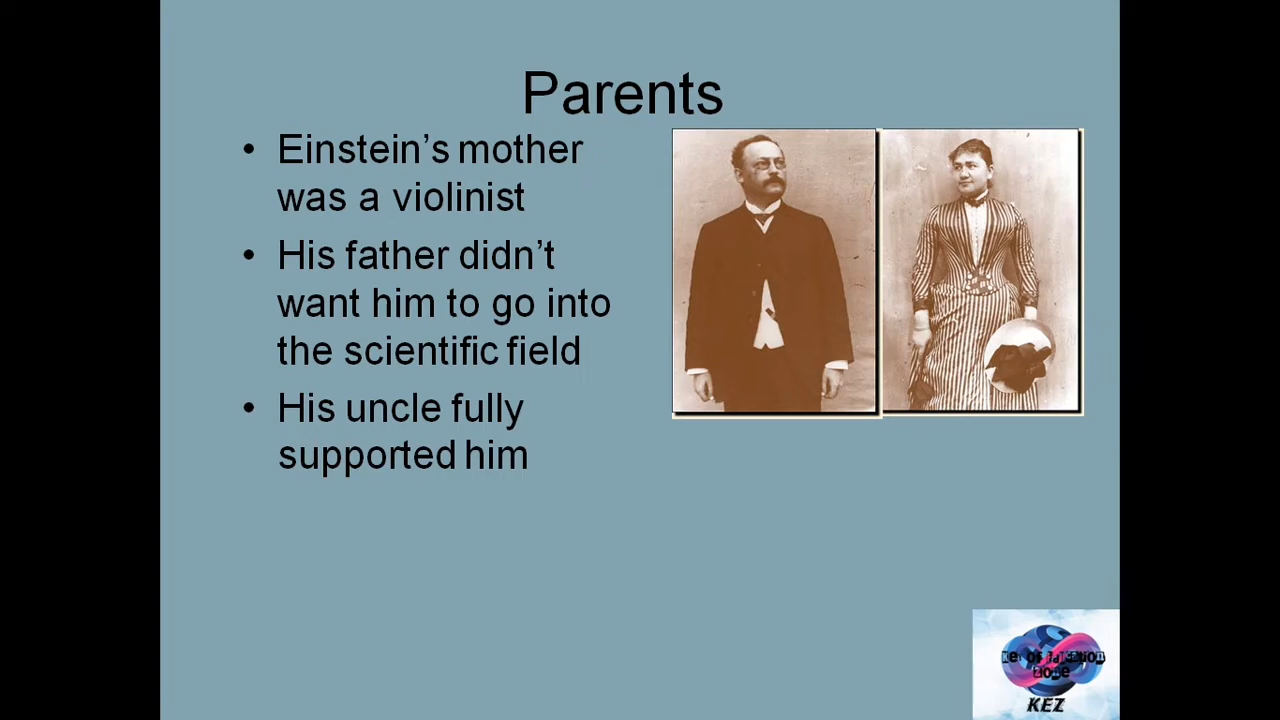 Parents
• Einstein's mother
was a violinist
• His father didn't
want him to go into
the scientific field
• His uncle fully
supported him
Zone
KEZ